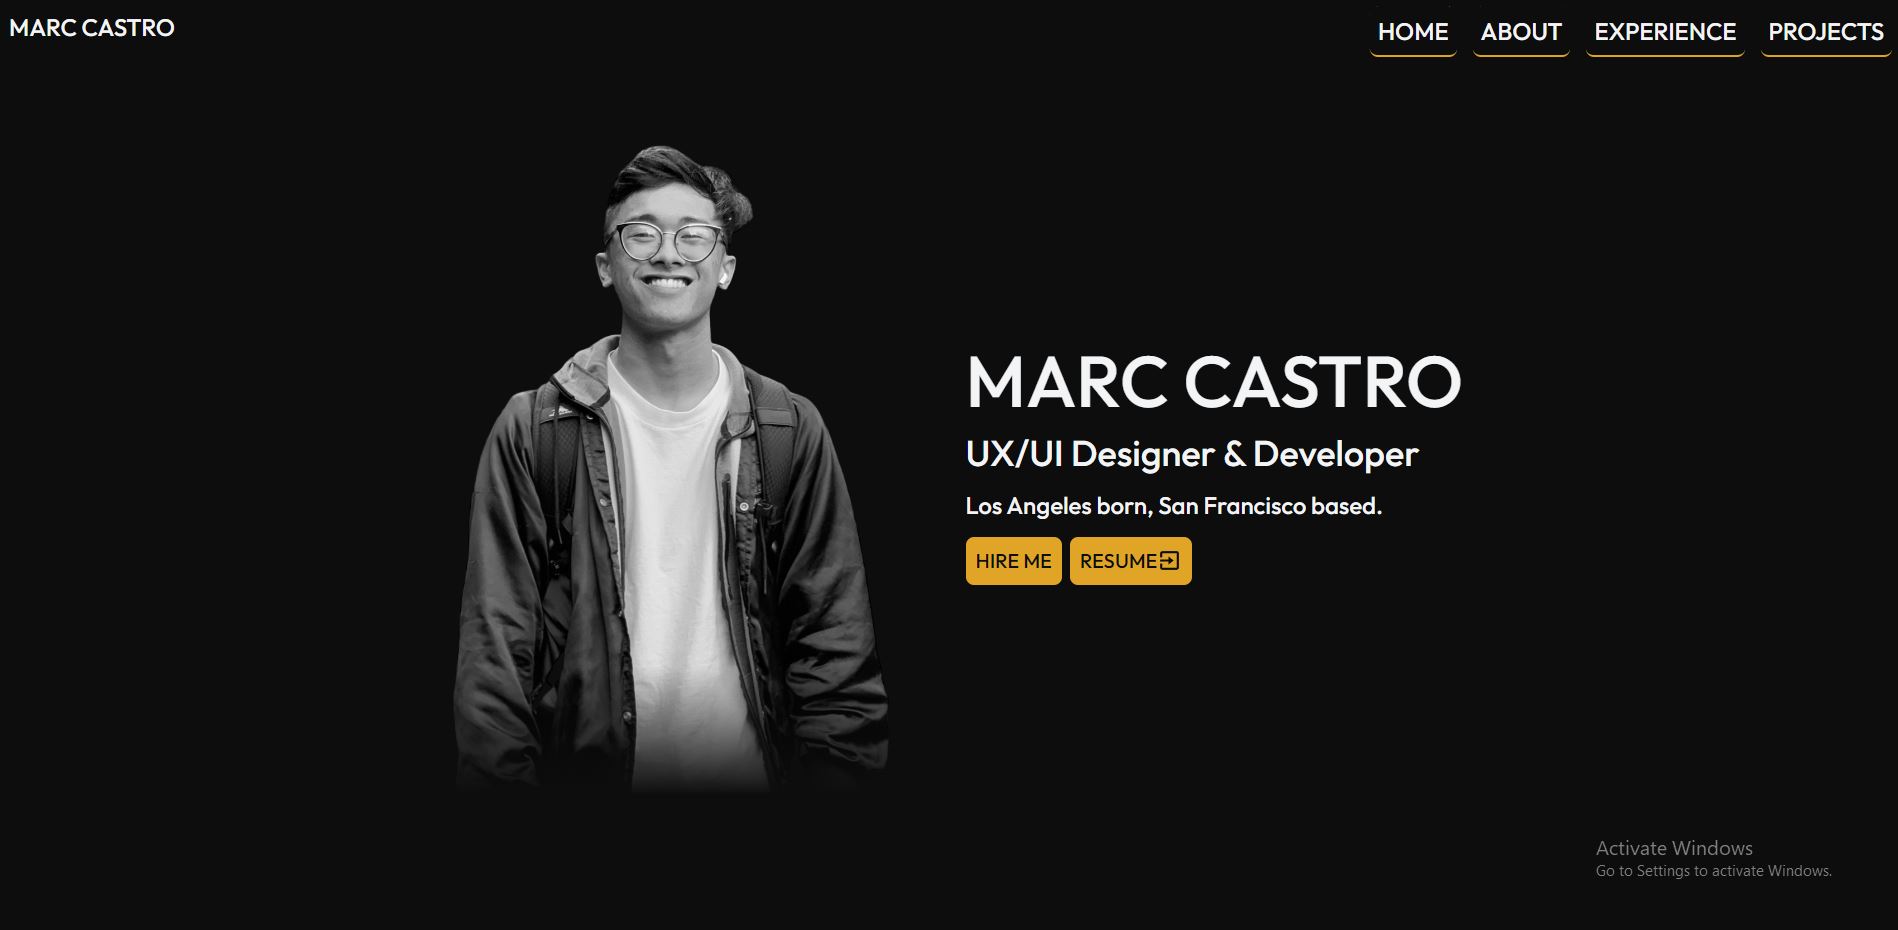 MARC CASTRO
HOME ABOUT EXPERIENCE PROJECTS
MARC CASTRO
UX/UI Designer & Developer
Los Angeles born, San Francisco based.
HIRE ME RESUME
Activate Windows
Go to Settings to activate Windows.